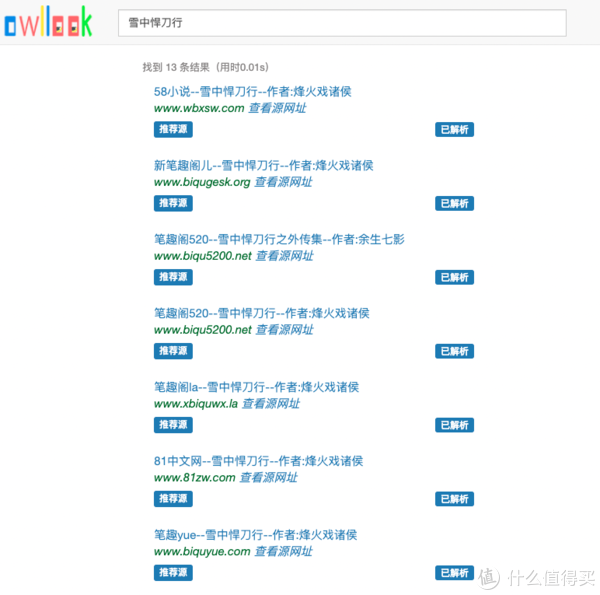 owllook
雪中悍刀行
找到 13 条结果（用时0.01s）
58小说--雪中悍刀行--作者:烽火戏诸侯
www.wbxsw.com 查看源网址
推荐源 已解析
新笔趣阁儿--雪中悍刀行--作者:烽火戏诸侯
www.biqugesk.org 查看源网址
推荐源 已解析
笔趣阁520--雪中悍刀行之外传集--作者:余生七影
www.biqu5200.net 查看源网址
推荐源 已解析
笔趣阁520--雪中悍刀行--作者:烽火戏诸侯
www.biqu5200.net 查看源网址
推荐源 已解析
笔趣阁la--雪中悍刀行--作者:烽火戏诸侯
www.xbiquwx.la 查看源网址
推荐源 已解析
81中文网--雪中悍刀行--作者:烽火戏诸侯
www.81zw.com 查看源网址
推荐源 已解析
笔趣yue--雪中悍刀行--作者:烽火戏诸侯
www.biquyue.com 查看源网址
推荐源 已解析
值 什么值得买